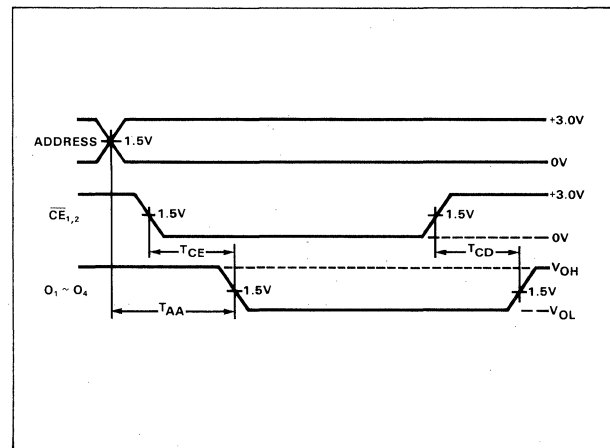 +3.0V
ADDRESS
1.5V
0V
+3.0V
C̅E̅1,2
1.5V
1.5V
0V
TCE
TCD
VOH
O1 ~ O4
1.5V
1.5V
TAA
VOL